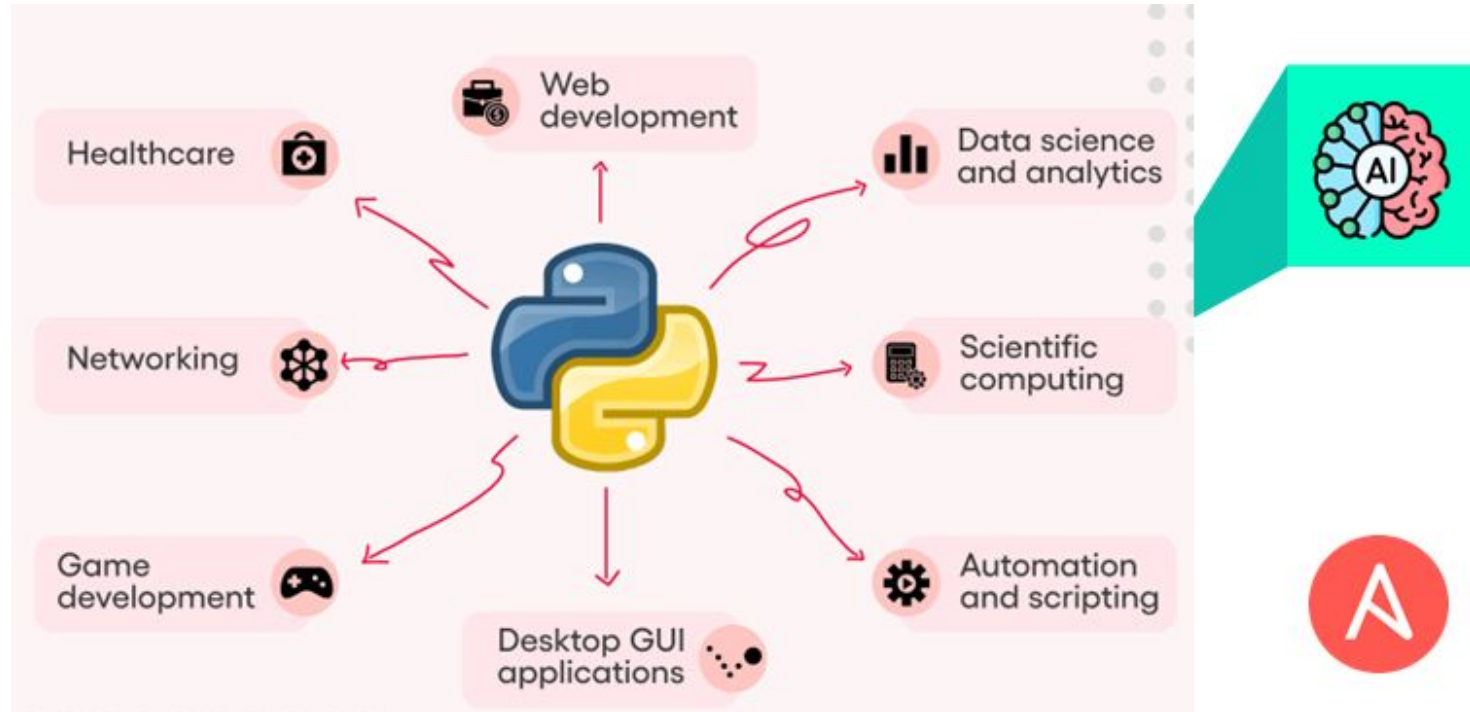 Web
development
Healthcare
Data science
and analytics
AI
Networking
Scientific
computing
Game
development
Automation
and scripting
Desktop GUI
applications